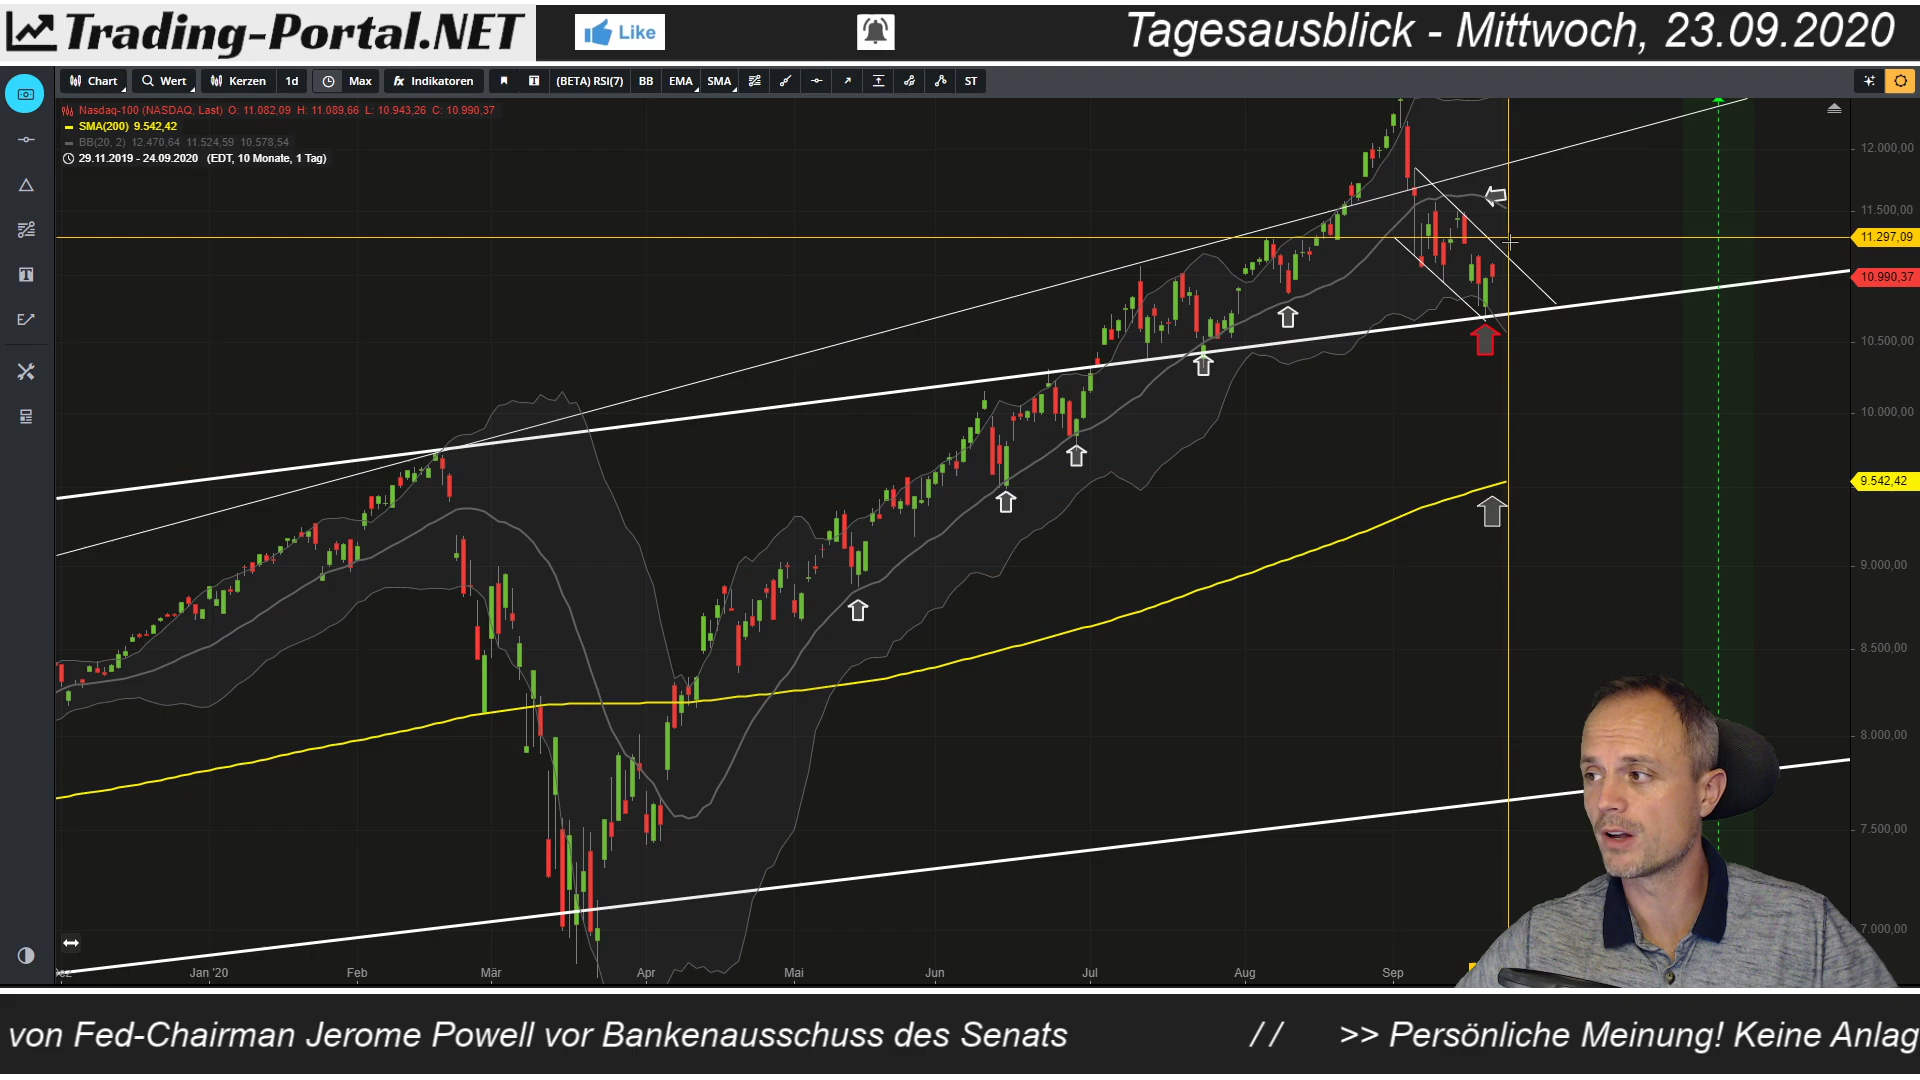 Trading-Portal.NET
Like
Tagesausblick - Mittwoch, 23.09.2020
Chart Wert Kerzen 1d Max fx Indikatoren T (BETA) RSI(7) BB EMA SMA ST
Nasdaq-100 (NASDAQ, Last) O: 11.082,09 H: 11.089,66 L: 10.943,26 C: 10.990,37
SMA(200) 9.542,42
BB(20, 2) 12.470,64 11.524,59 10.578,54
29.11.2019 - 24.09.2020 (EDT, 10 Monate, 1 Tag)
12.000,00
11.500,00
11.297,09
10.990,37
10.500,00
10.000,00
9.542,42
9.000,00
8.500,00
8.000,00
7.500,00
7.000,00
Jan '20 Feb Mär Apr Mai Jun Jul Aug Sep
von Fed-Chairman Jerome Powell vor Bankenausschuss des Senats // >> Persönliche Meinung! Keine Anlag